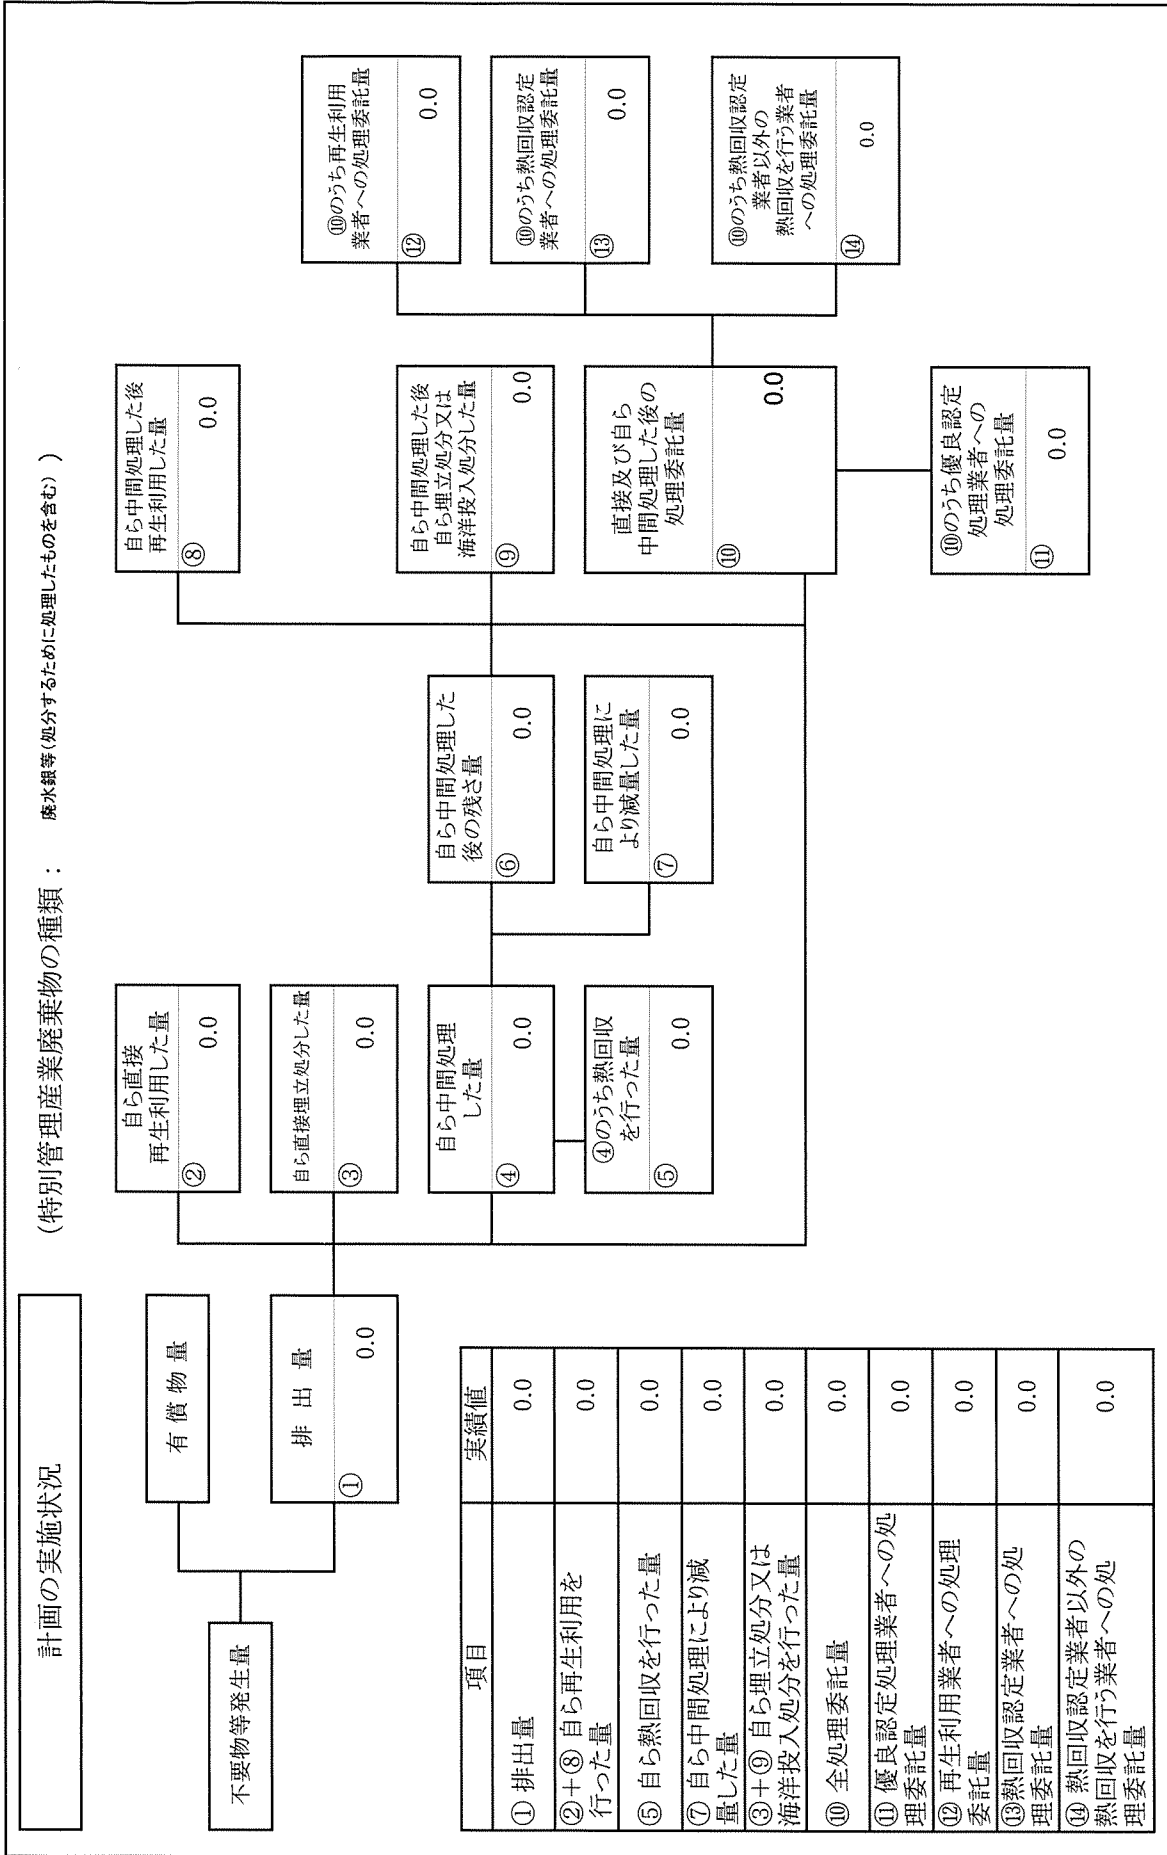 計画の実施状況
(特別管理産業廃棄物の種類：
廃水銀等(処分するために処理したものを含む)
)
不要物等発生量
有償物量
排出量
①
0.0
自ら直接
再生利用した量
②
0.0
自ら直接埋立処分した量
③
0.0
自ら中間処理
した量
④
0.0
④のうち熱回収
を行った量
⑤
0.0
自ら中間処理した
後の残さ量
⑥
0.0
自ら中間処理に
より減量した量
⑦
0.0
自ら中間処理した後
再生利用した量
⑧
0.0
自ら中間処理した後
自ら埋立処分又は
海洋投入処分した量
⑨
0.0
直接及び自ら
中間処理した後の
処理委託量
⑩
0.0
⑩のうち優良認定
処理業者への
処理委託量
⑪
0.0
⑩のうち再生利用
業者への処理委託量
⑫
0.0
⑩のうち熱回収認定
業者への処理委託量
⑬
0.0
⑩のうち熱回収認定
業者以外の
熱回収を行う業者
への処理委託量
⑭
0.0
項目
実績値
① 排出量
0.0
②+⑧ 自ら再生利用を
行った量
0.0
⑤ 自ら熱回収を行った量
0.0
⑦ 自ら中間処理により減
量した量
0.0
③+⑨ 自ら埋立処分又は
海洋投入処分を行った量
0.0
⑩ 全処理委託量
0.0
⑪ 優良認定処理業者への処
理委託量
0.0
⑫ 再生利用業者への処理
委託量
0.0
⑬熱回収認定業者への処
理委託量
0.0
⑭ 熱回収認定業者以外の
熱回収を行う業者への処
理委託量
0.0